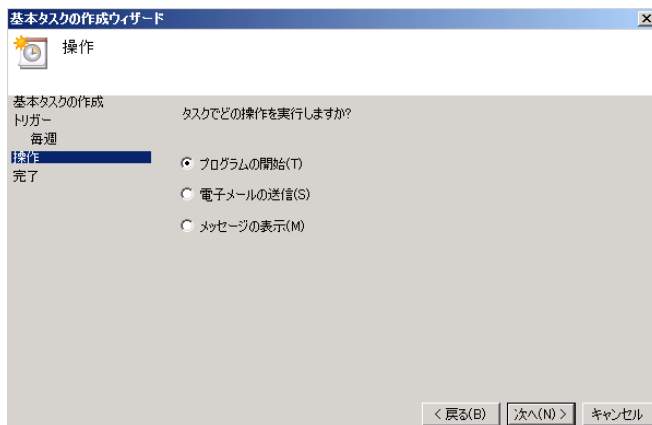 基本タスクの作成ウィザード
操作
基本タスクの作成
トリガー
毎週
操作
完了
タスクでどの操作を実行しますか?
プログラムの開始(T)
電子メールの送信(S)
メッセージの表示(M)
< 戻る(B)
次へ(N) >
キャンセル